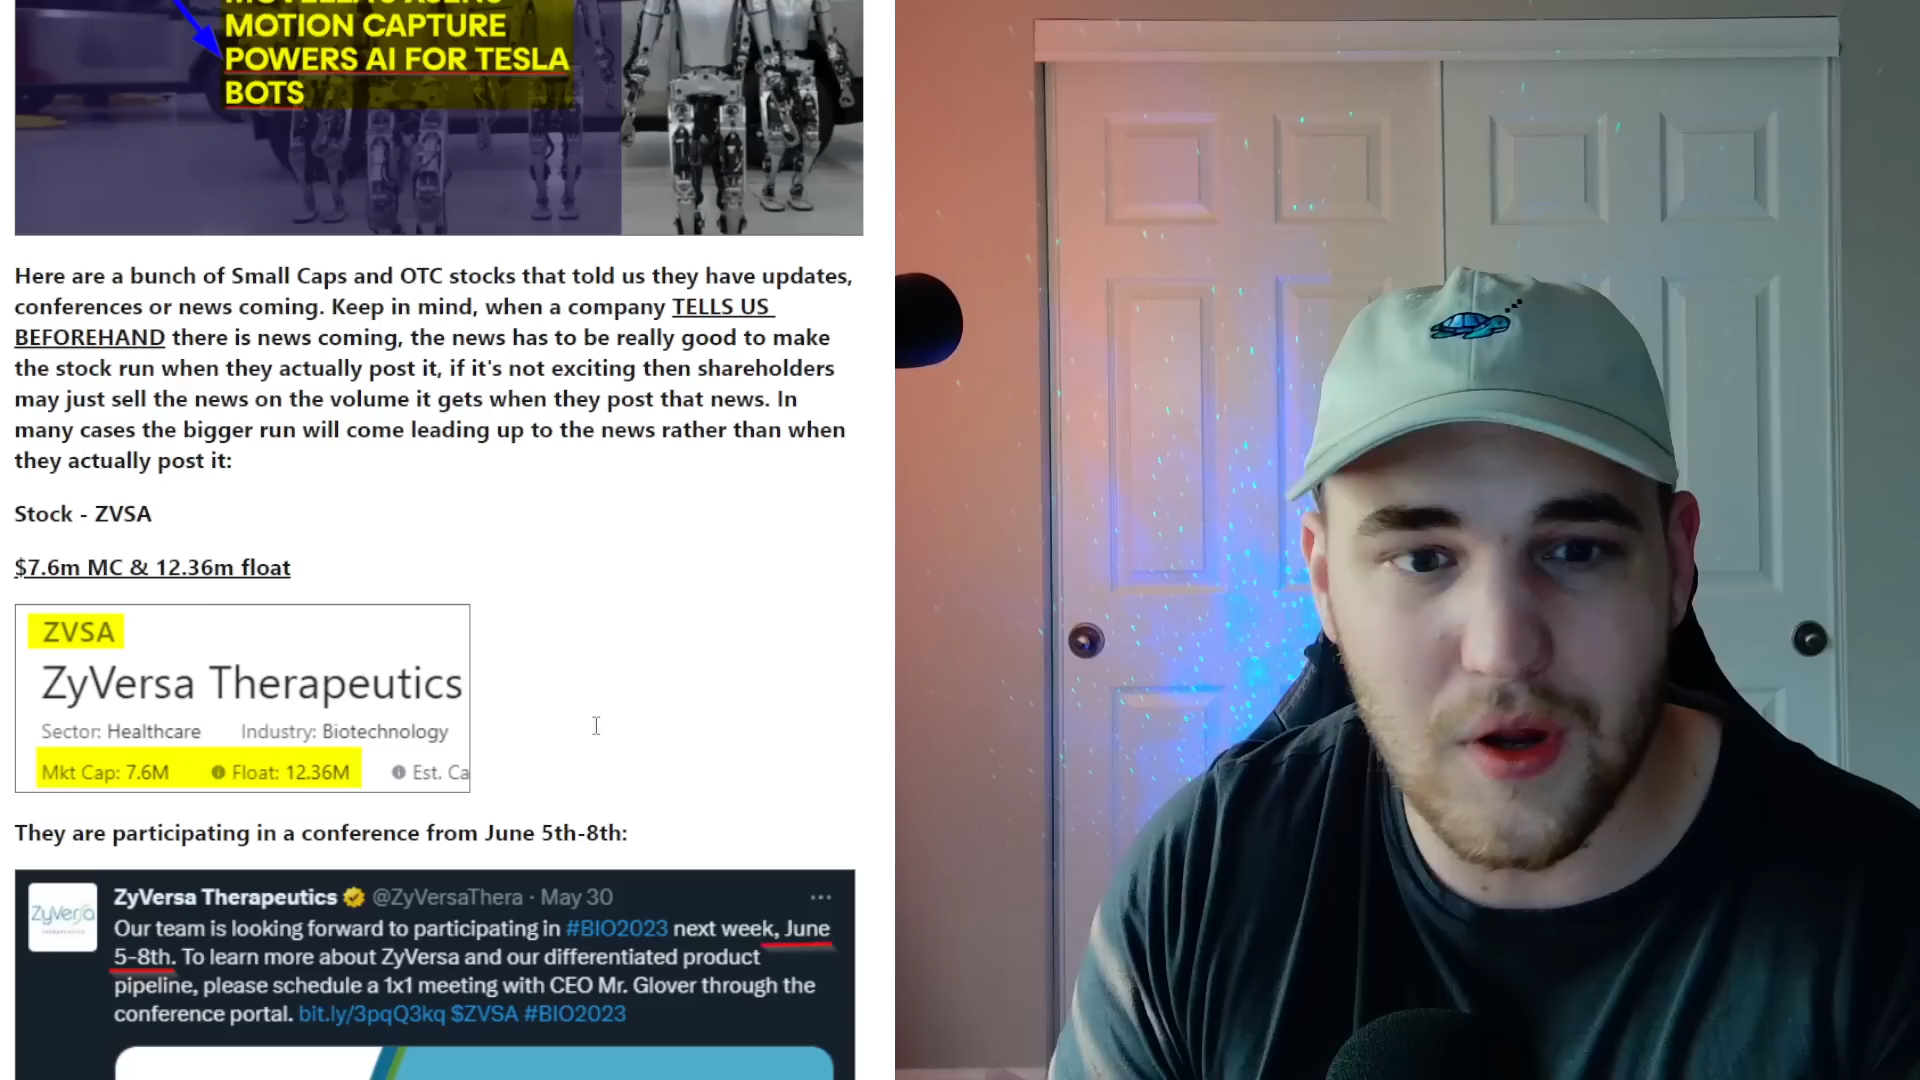 MOTION CAPTURE
POWERS AI FOR TESLA
BOTS
Here are a bunch of Small Caps and OTC stocks that told us they have updates,
conferences or news coming. Keep in mind, when a company TELLS US
BEFOREHAND there is news coming, the news has to be really good to make
the stock run when they actually post it, if it's not exciting then shareholders
may just sell the news on the volume it gets when they post that news. In
many cases the bigger run will come leading up to the news rather than when
they actually post it:
Stock - ZVSA
$7.6m MC & 12.36m float
ZVSA
ZyVersa Therapeutics
Sector: Healthcare Industry: Biotechnology
Mkt Cap: 7.6M Float: 12.36M Est. Ca
They are participating in a conference from June 5th-8th:
ZyVersa Therapeutics @ZyVersaThera · May 30
ZyVersa
THERAPEUTICS
Our team is looking forward to participating in #BIO2023 next week, June
5-8th. To learn more about ZyVersa and our differentiated product
pipeline, please schedule a 1x1 meeting with CEO Mr. Glover through the
conference portal. bit.ly/3pqQ3kq $ZVSA #BIO2023